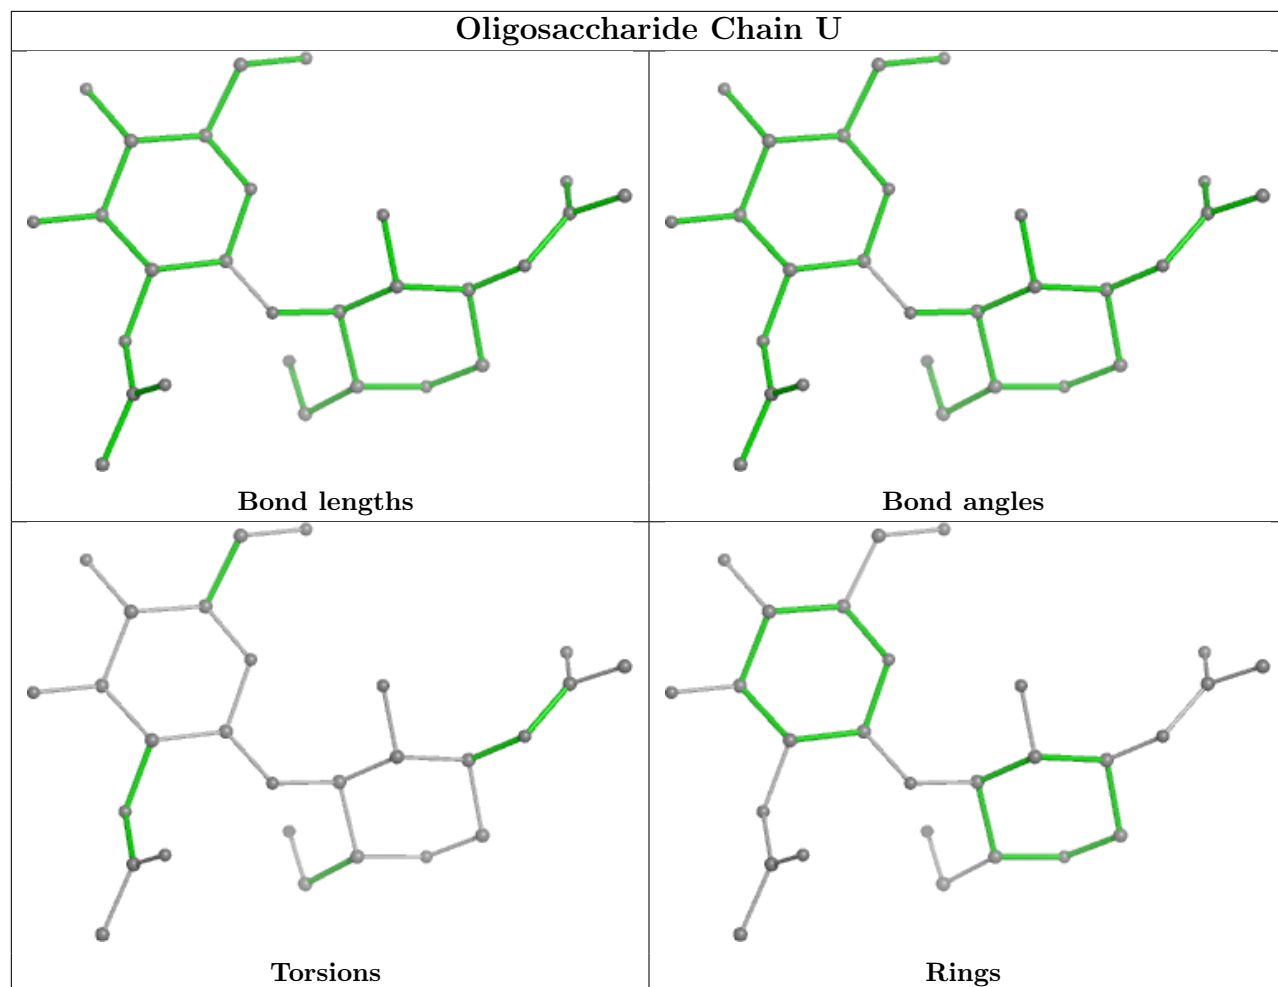 Oligosaccharide Chain U
Bond lengths
Bond angles
Torsions
Rings